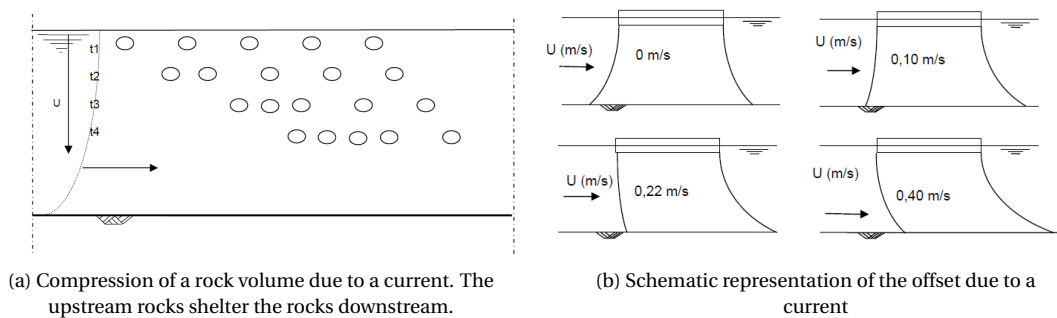 t1
t2
U
t3
t4
U (m/s)
0 m/s
U (m/s)
0,10 m/s
U (m/s)
0,22 m/s
U (m/s)
0,40 m/s
(a) Compression of a rock volume due to a current. The
upstream rocks shelter the rocks downstream.
(b) Schematic representation of the offset due to a
current